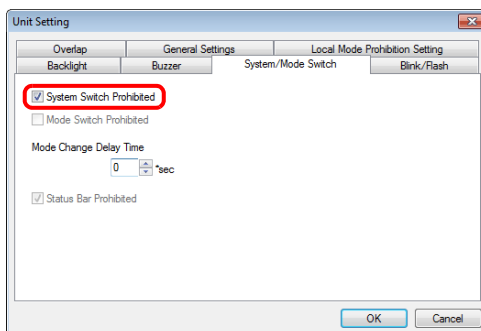 Unit Setting
Overlap General Settings Local Mode Prohibition Setting
Backlight Buzzer System/Mode Switch Blink/Flash
System Switch Prohibited
Mode Switch Prohibited
Mode Change Delay Time
0 *sec
Status Bar Prohibited
OK Cancel